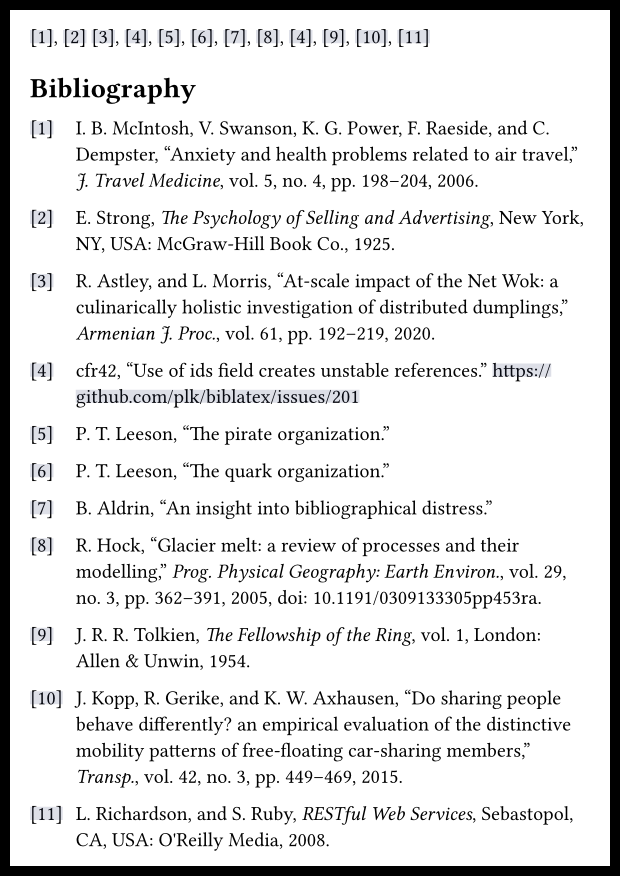 [1], [2] [3], [4], [5], [6], [7], [8], [4], [9], [10], [11]
Bibliography
[1] I. B. McIntosh, V. Swanson, K. G. Power, F. Raeside, and C.
Dempster, “Anxiety and health problems related to air travel,”
J. Travel Medicine, vol. 5, no. 4, pp. 198–204, 2006.
[2] E. Strong, The Psychology of Selling and Advertising, New York,
NY, USA: McGraw-Hill Book Co., 1925.
[3] R. Astley, and L. Morris, “At-scale impact of the Net Wok: a
culinarically holistic investigation of distributed dumplings,”
Armenian J. Proc., vol. 61, pp. 192–219, 2020.
[4] cfr42, “Use of ids field creates unstable references.” https://
github.com/plk/biblatex/issues/201
[5] P. T. Leeson, “The pirate organization.”
[6] P. T. Leeson, “The quark organization.”
[7] B. Aldrin, “An insight into bibliographical distress.”
[8] R. Hock, “Glacier melt: a review of processes and their
modelling,” Prog. Physical Geography: Earth Environ., vol. 29,
no. 3, pp. 362–391, 2005, doi: 10.1191/0309133305pp453ra.
[9] J. R. R. Tolkien, The Fellowship of the Ring, vol. 1, London:
Allen & Unwin, 1954.
[10] J. Kopp, R. Gerike, and K. W. Axhausen, “Do sharing people
behave differently? an empirical evaluation of the distinctive
mobility patterns of free-floating car-sharing members,”
Transp., vol. 42, no. 3, pp. 449–469, 2015.
[11] L. Richardson, and S. Ruby, RESTful Web Services, Sebastopol,
CA, USA: O'Reilly Media, 2008.